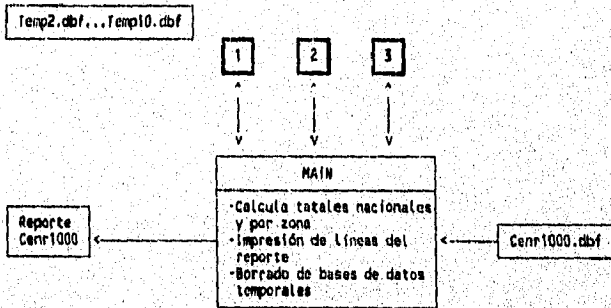 Temp2.dbf...Temp10.dbf
1 2 3
MAIN
-Calcula totales nacionales
y por zona
-Impresión de líneas del
reporte
-Borrado de bases de datos
temporales
Reporte
Cenr1000
Cenr1000.dbf